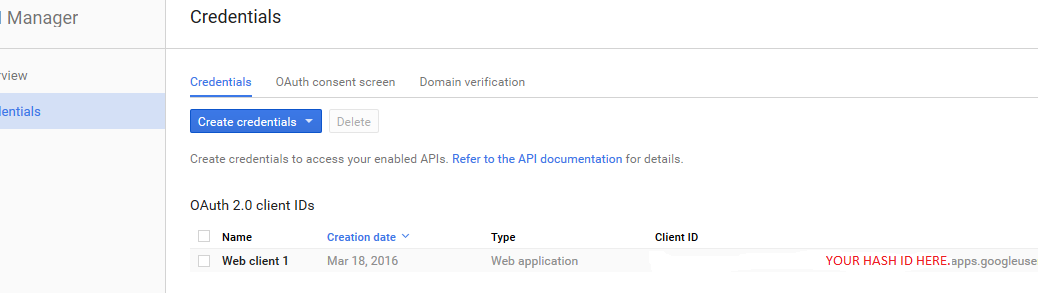 I Manager
Credentials
rview
entials
Credentials OAuth consent screen Domain verification
Create credentials Delete
Create credentials to access your enabled APIs. Refer to the API documentation for details.
OAuth 2.0 client IDs
Name Creation date Type Client ID
Web client 1 Mar 18, 2016 Web application YOUR HASH ID HERE.apps.googleuse